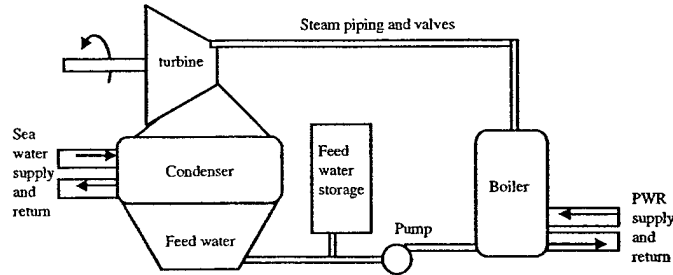 Steam piping and valves
turbine
Sea
water
supply
and
return
Condenser
Feed
water
storage
Boiler
PWR
supply
and
return
Pump
Feed water